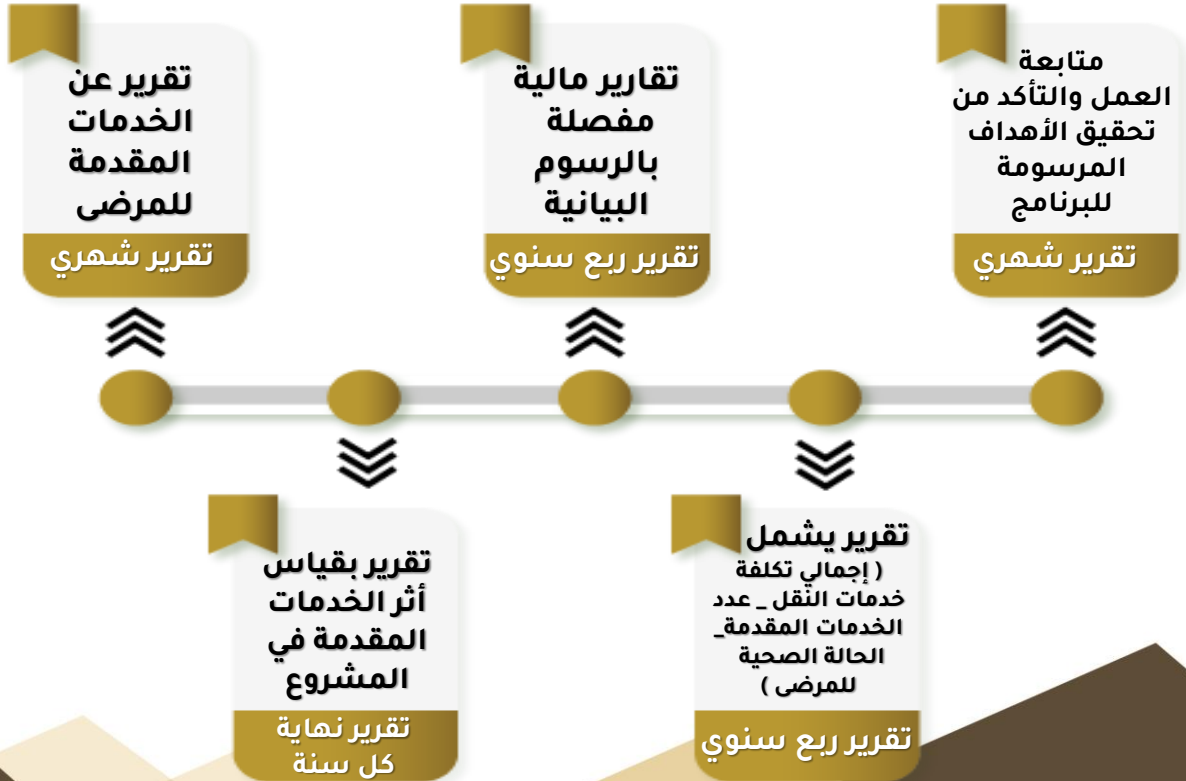 متابعة
العمل والتأكد من
تحقيق الأهداف
المرسومة
للبرنامج
تقرير شهري
تقارير مالية
مفصلة
بالرسوم
البيانية
تقرير ربع سنوي
تقرير عن
الخدمات
المقدمة
للمرضى
تقرير شهري
تقرير يشمل
( إجمالي تكلفة
خدمات النقل _ عدد
الخدمات المقدمة_
الحالة الصحية
للمرضى )
تقرير ربع سنوي
تقرير بقياس
أثر الخدمات
المقدمة في
المشروع
تقرير نهاية
كل سنة